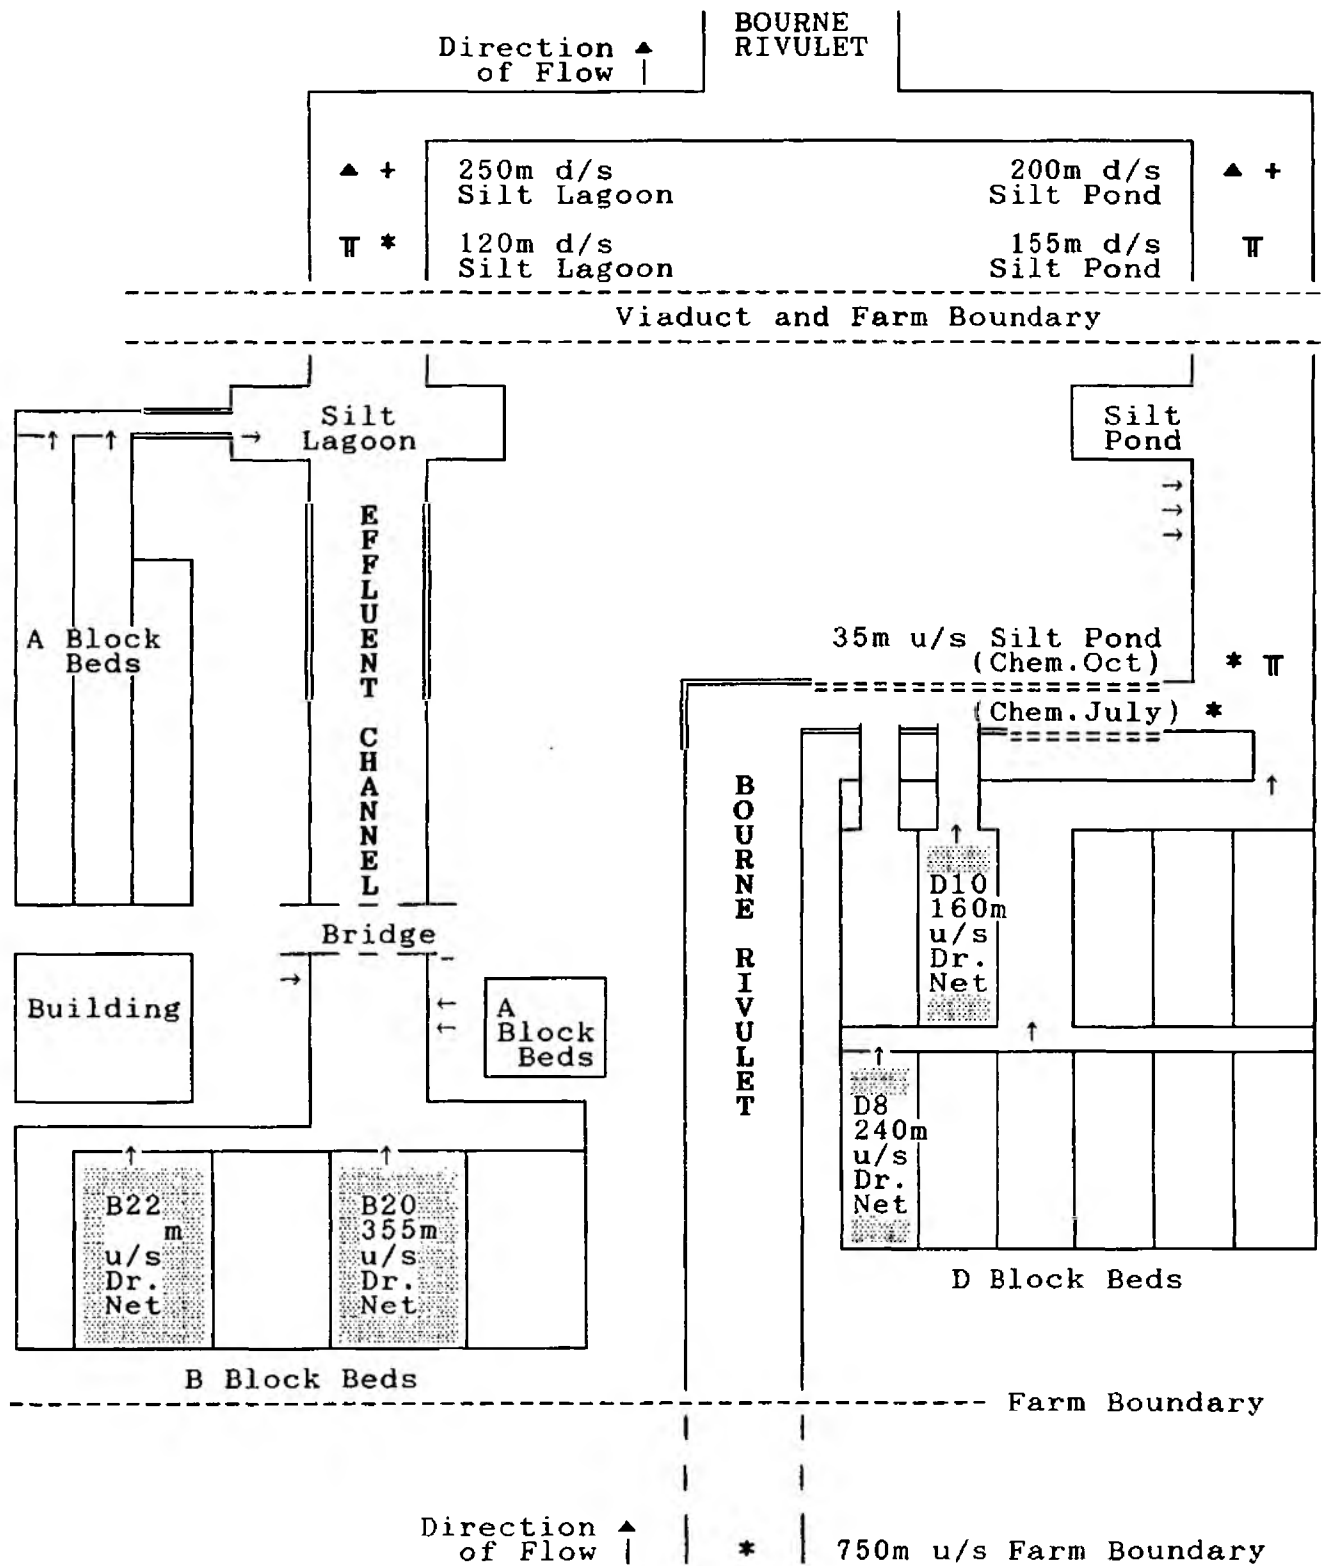 BOURNE
RIVULET
Direction ▲
of Flow |
▲ +
250m d/s
Silt Lagoon
200m d/s
Silt Pond
▲ +
╥ *
120m d/s
Silt Lagoon
155m d/s
Silt Pond
╥
Viaduct and Farm Boundary
Silt
Lagoon
Silt
Pond
EFFLUENT CHANNEL
A Block
Beds
35m u/s Silt Pond
(Chem.Oct)
* ╥
(Chem.July) *
BOURNE RIVULET
D10
160m
u/s
Dr.
Net
Bridge
Building
A
Block
Beds
D8
240m
u/s
Dr.
Net
B22
m
u/s
Dr.
Net
B20
355m
u/s
Dr.
Net
D Block Beds
B Block Beds
Farm Boundary
Direction ▲
of Flow |
* 750m u/s Farm Boundary